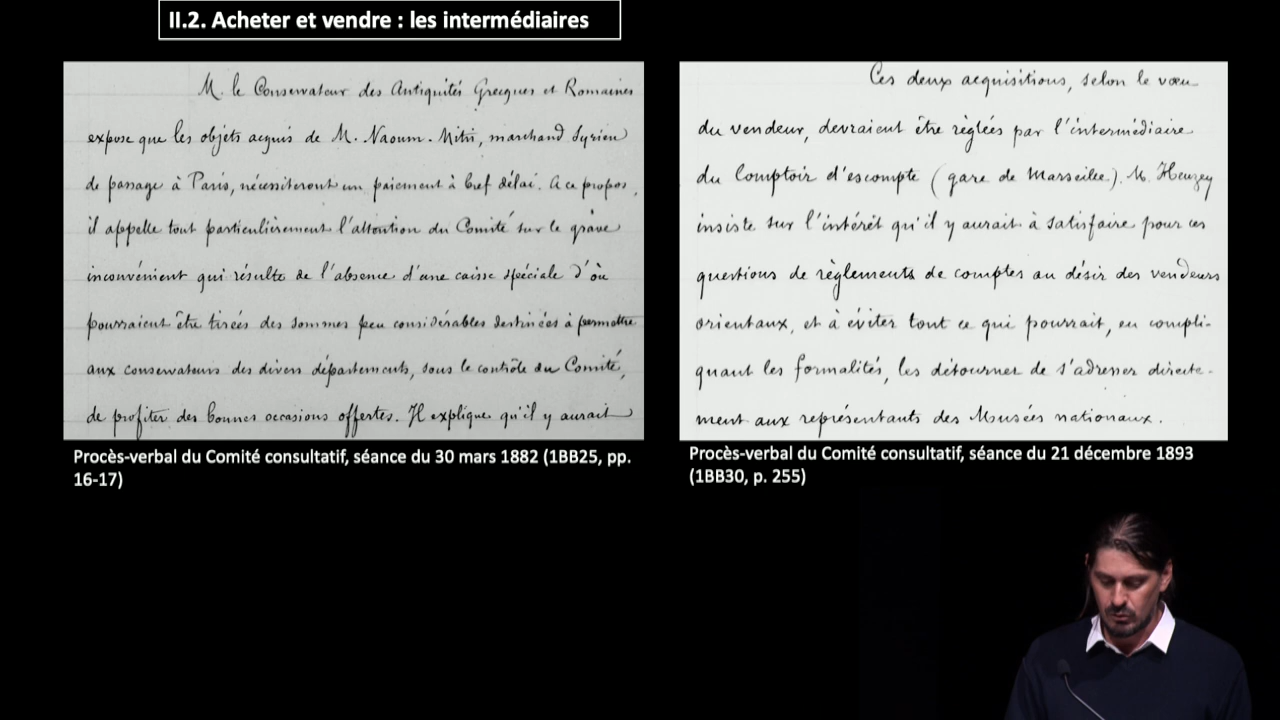 II.2. Acheter et vendre : les intermédiaires
M. le Conservateur des Antiquités Grecques et Romaines
expose que les objets acquis de M. Naoum-Mitri, marchand Syrien
de passage à Paris, nécessiteront un paiement à bref délai. A ce propos,
il appelle tout particulièrement l'attention du Comité sur le grave
inconvénient qui résulte de l'absence d'une caisse spéciale d'où
pourraient être tirées des sommes peu considérables destinées à permettre
aux conservateurs des divers départements, sous le contrôle du Comité,
de profiter des bonnes occasions offertes. Il explique qu'il y aurait
Procès-verbal du Comité consultatif, séance du 30 mars 1882 (1BB25, pp.
16-17)
Ces deux acquisitions, selon le vœu
du vendeur, devraient être réglées par l'intermédiaire
du Comptoir d'escompte (gare de Marseille). M. Heuzey
insiste sur l'intérêt qu'il y aurait à satisfaire pour ces
questions de règlements de comptes au désir des vendeurs
orientaux, et à éviter tout ce qui pourrait, en compli-
quant les formalités, les détourner de s'adresser directe-
ment aux représentants des Musées nationaux.
Procès-verbal du Comité consultatif, séance du 21 décembre 1893
(1BB30, p. 255)